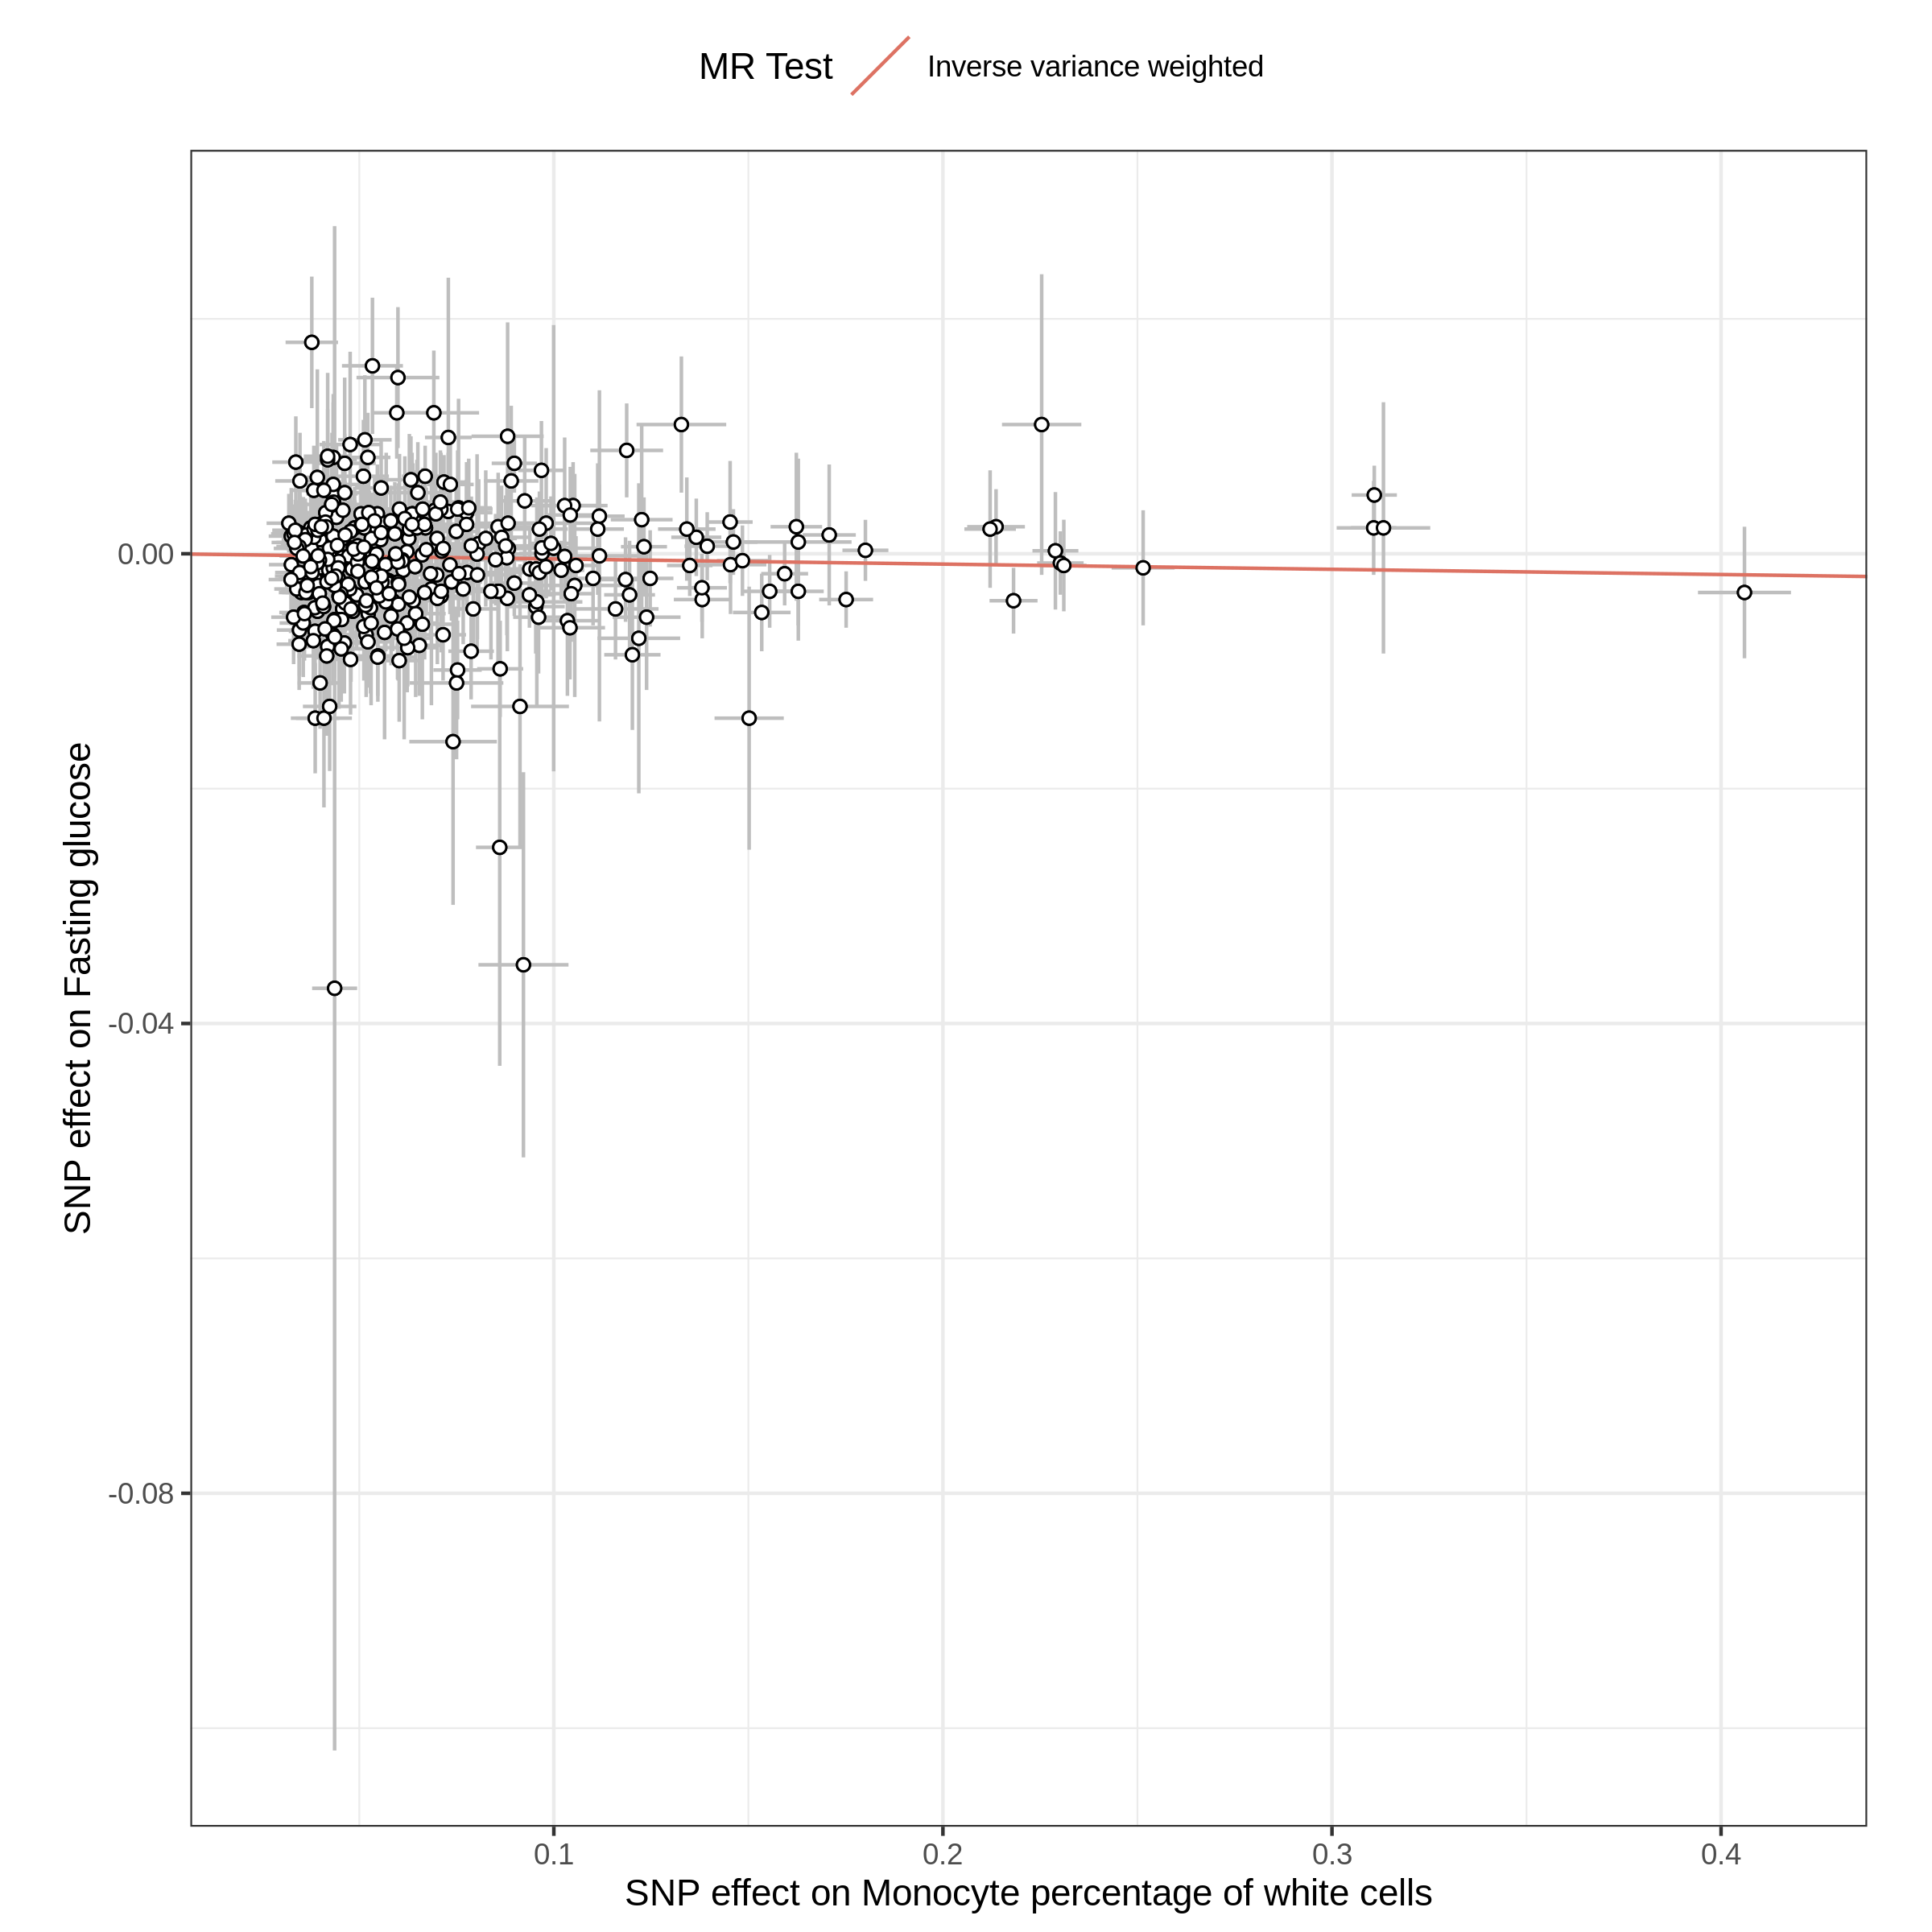 MR Test
Inverse variance weighted
SNP effect on Fasting glucose
0.00
-0.04
-0.08
0.1
0.2
0.3
0.4
SNP effect on Monocyte percentage of white cells